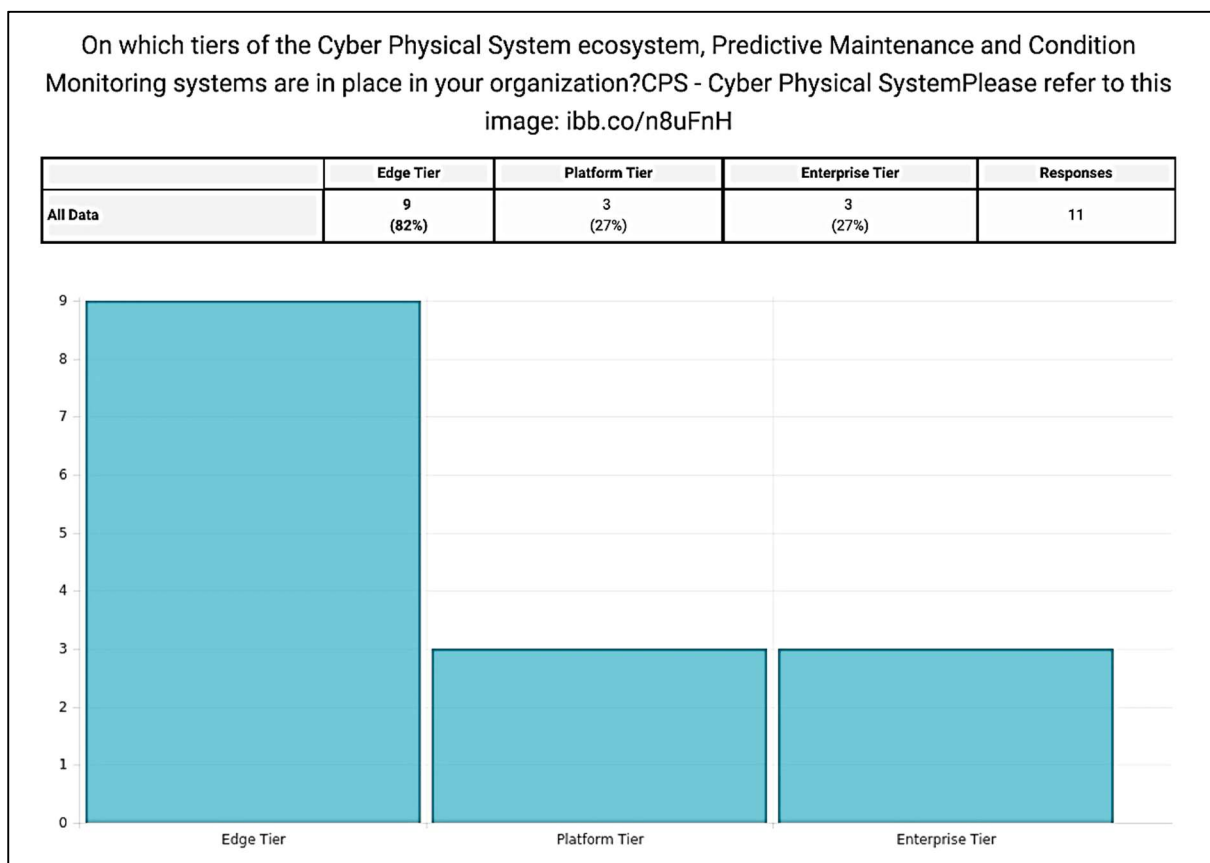 On which tiers of the Cyber Physical System ecosystem, Predictive Maintenance and Condition
Monitoring systems are in place in your organization?CPS - Cyber Physical SystemPlease refer to this
image: ibb.co/n8uFnH
Edge Tier Platform Tier Enterprise Tier Responses
All Data 9 (82%) 3 (27%) 3 (27%) 11
9
8
7
6
5
4
3
2
1
0
Edge Tier Platform Tier Enterprise Tier